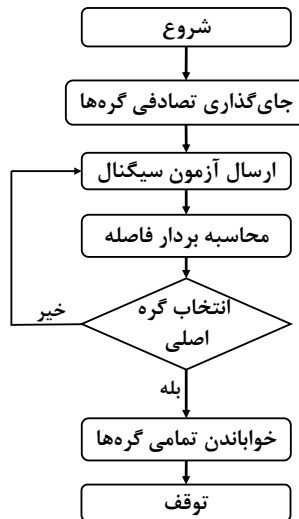 شروع
جای‌گذاری تصادفی گره‌ها
ارسال آزمون سیگنال
محاسبه بردار فاصله
انتخاب گره
اصلی
خیر
بله
خواباندن تمامی گره‌ها
توقف